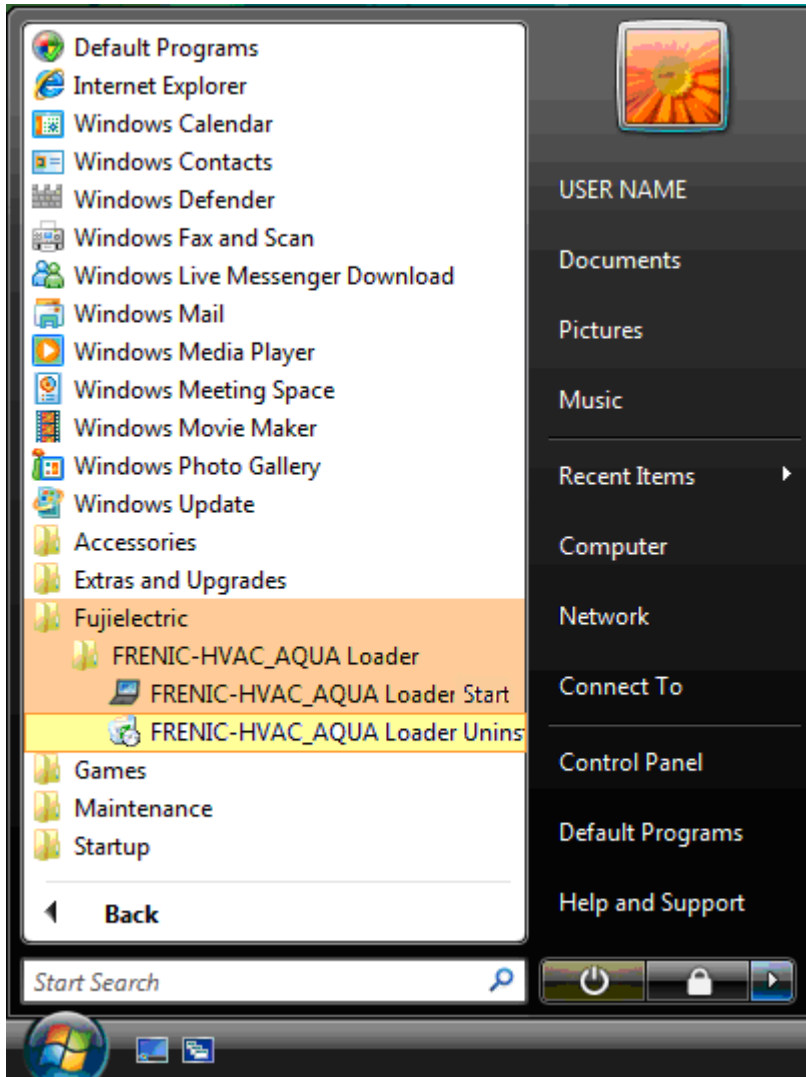 Default Programs
Internet Explorer
Windows Calendar
Windows Contacts
Windows Defender
Windows Fax and Scan
Windows Live Messenger Download
Windows Mail
Windows Media Player
Windows Meeting Space
Windows Movie Maker
Windows Photo Gallery
Windows Update
Accessories
Extras and Upgrades
Fujielectric
FRENIC-HVAC_AQUA Loader
FRENIC-HVAC_AQUA Loader Start
FRENIC-HVAC_AQUA Loader Unins
Games
Maintenance
Startup
Back
Start Search
USER NAME
Documents
Pictures
Music
Recent Items
Computer
Network
Connect To
Control Panel
Default Programs
Help and Support